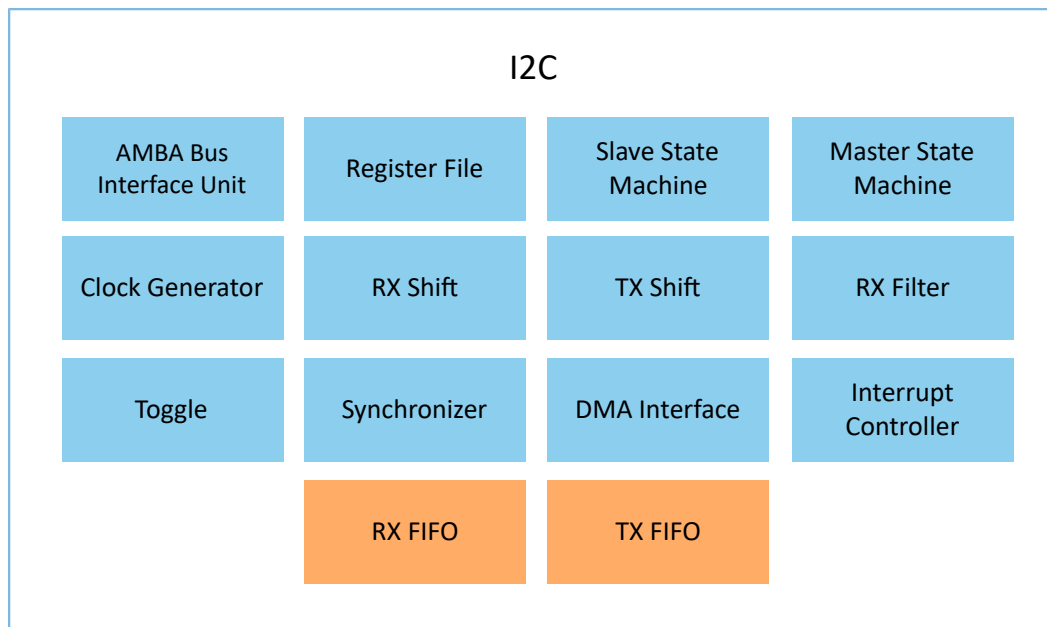 I2C
AMBA Bus
Interface Unit
Register File
Slave State
Machine
Master State
Machine
Clock Generator
RX Shift
TX Shift
RX Filter
Toggle
Synchronizer
DMA Interface
Interrupt
Controller
RX FIFO
TX FIFO